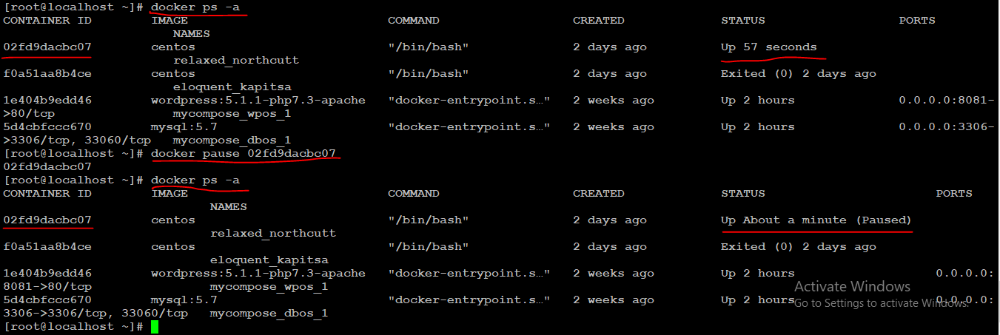 [root@localhost ~]# docker ps -a
CONTAINER ID IMAGE COMMAND CREATED STATUS PORTS
NAMES
02fd9dacbc07 centos "/bin/bash" 2 days ago Up 57 seconds
relaxed_northcutt
f0a51aa8b4ce centos "/bin/bash" 2 days ago Exited (0) 2 days ago
eloquent_kapitsa
1e404b9edd46 wordpress:5.1.1-php7.3-apache "docker-entrypoint.s…" 2 weeks ago Up 2 hours 0.0.0.0:8081-
>80/tcp mycompose_wpos_1
5d4cbfccc670 mysql:5.7 "docker-entrypoint.s…" 2 weeks ago Up 2 hours 0.0.0.0:3306-
>3306/tcp, 33060/tcp mycompose_dbos_1
[root@localhost ~]# docker pause 02fd9dacbc07
02fd9dacbc07
[root@localhost ~]# docker ps -a
CONTAINER ID IMAGE COMMAND CREATED STATUS PORTS
NAMES
02fd9dacbc07 centos "/bin/bash" 2 days ago Up About a minute (Paused)
relaxed_northcutt
f0a51aa8b4ce centos "/bin/bash" 2 days ago Exited (0) 2 days ago
eloquent_kapitsa
1e404b9edd46 wordpress:5.1.1-php7.3-apache "docker-entrypoint.s…" 2 weeks ago Up 2 hours 0.0.0.0:
8081->80/tcp mycompose_wpos_1
Activate Windows
5d4cbfccc670 mysql:5.7 "docker-entrypoint.s…" 2 weeks ago Up 2 hours 0.0.0.0:
Go to Settings to activate Windows.
3306->3306/tcp, 33060/tcp mycompose_dbos_1
[root@localhost ~]#